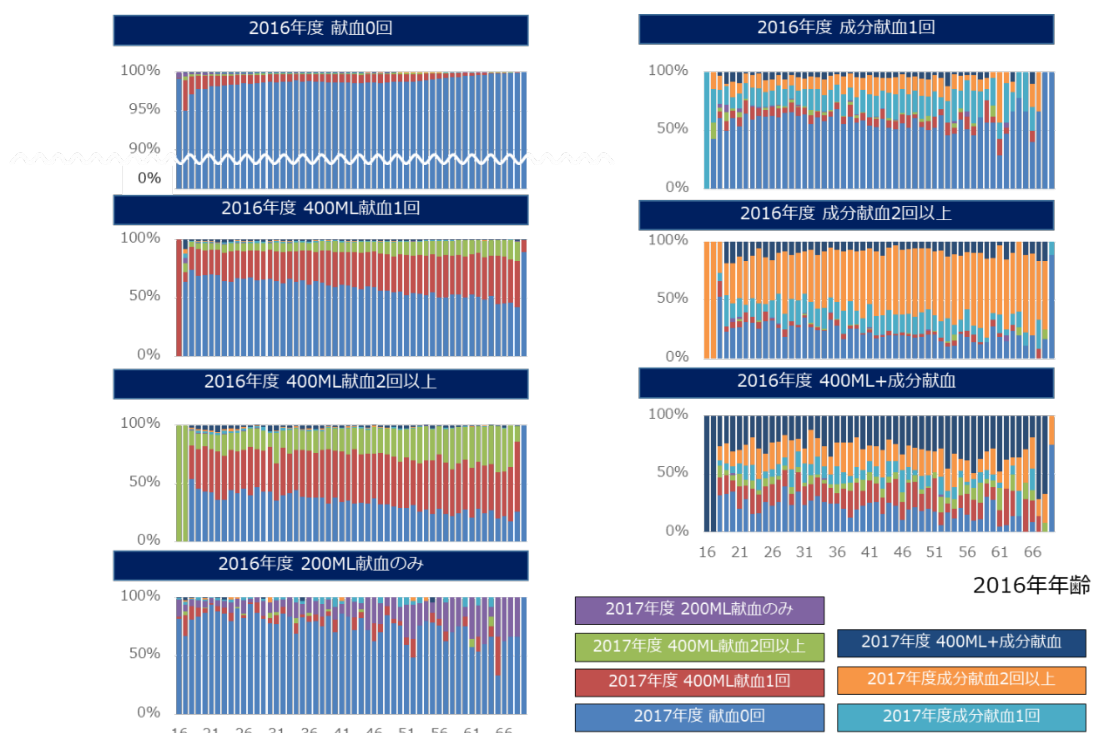 2016年度 献血0回
100%
95%
90%
0%
2016年度 400ML献血1回
100%
50%
0%
2016年度 400ML献血2回以上
100%
50%
0%
2016年度 200ML献血のみ
100%
50%
0%
16 21 26 31 36 41 46 51 56 61 66
2016年度 成分献血1回
100%
50%
0%
2016年度 成分献血2回以上
100%
50%
0%
2016年度 400ML+成分献血
100%
50%
0%
16 21 26 31 36 41 46 51 56 61 66
2016年年齢
2017年度 200ML献血のみ
2017年度 400ML献血2回以上
2017年度 400ML+成分献血
2017年度 400ML献血1回
2017年度成分献血2回以上
2017年度 献血0回
2017年度成分献血1回